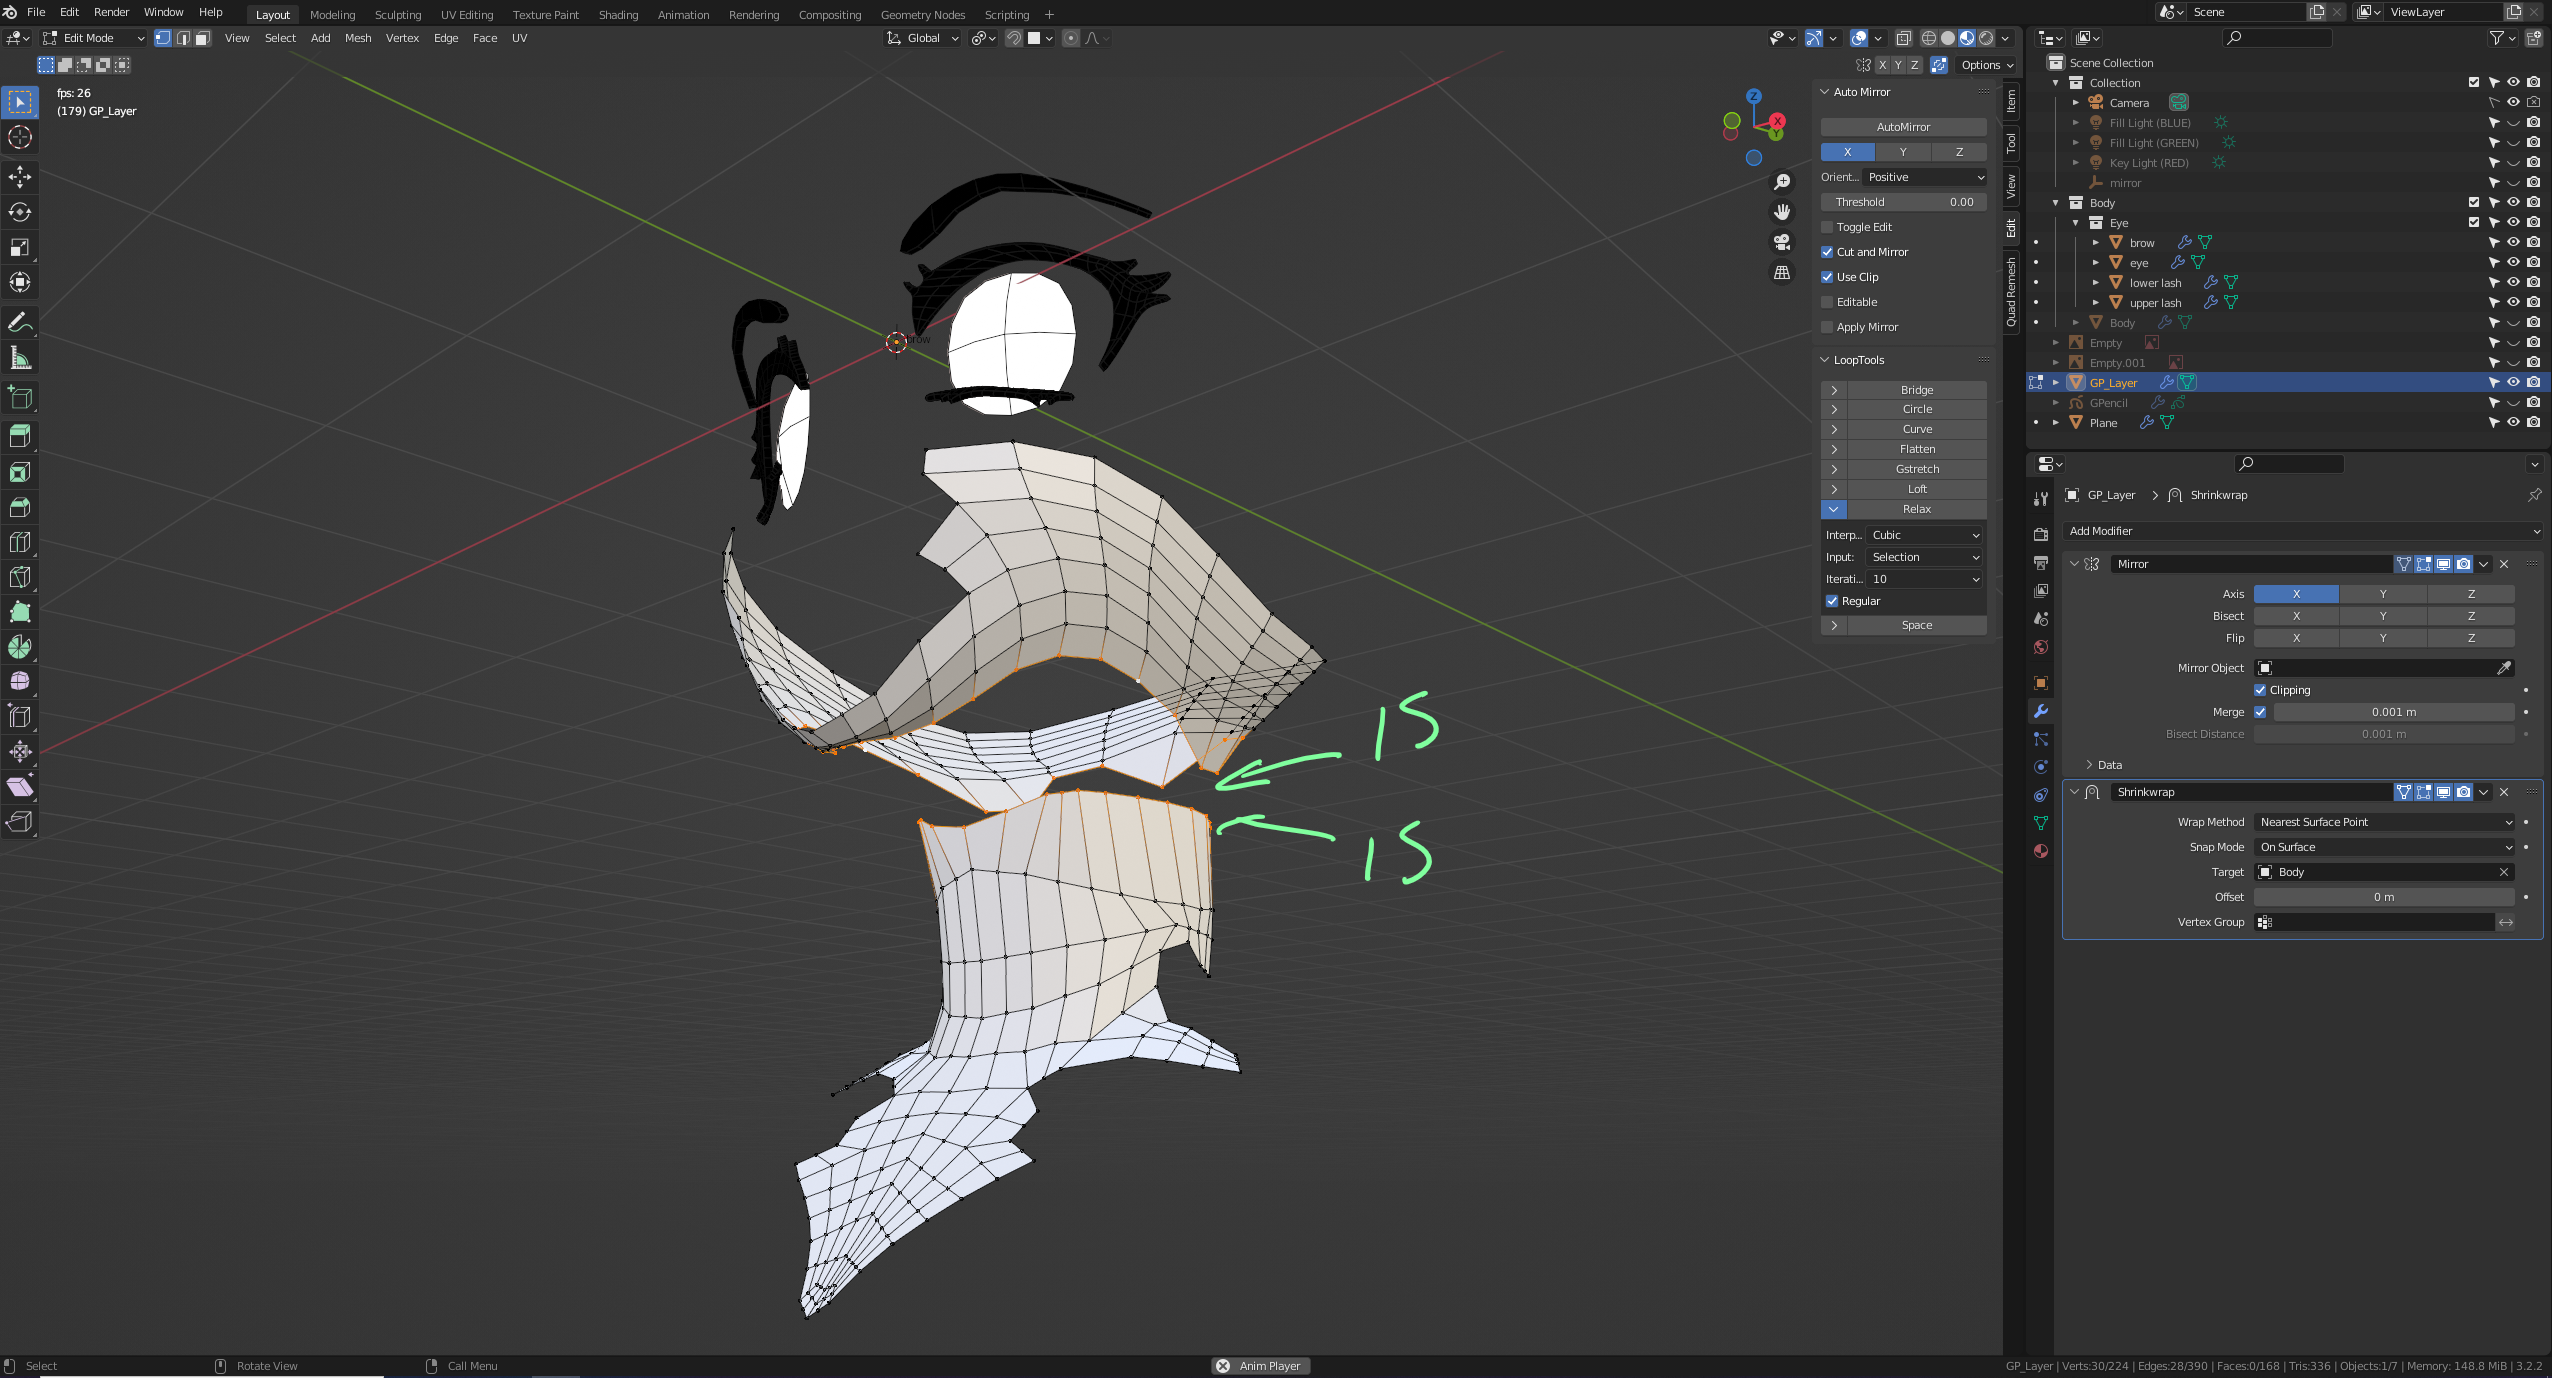 File Edit Render Window Help Layout Modeling Sculpting UV Editing Texture Paint Shading Animation Rendering Compositing Geometry Nodes Scripting + Scene ViewLayer
Edit Mode View Select Add Mesh Vertex Edge Face UV Global
X Y Z Options
fps: 26
(179) GP_Layer
brow
Z
X
Y
15
15
Auto Mirror
AutoMirror
X Y Z
Orient... Positive
Threshold 0.00
Toggle Edit
Cut and Mirror
Use Clip
Editable
Apply Mirror
LoopTools
Bridge
Circle
Curve
Flatten
Gstretch
Loft
Relax
Interp... Cubic
Input: Selection
Iterati... 10
Regular
Space
Item
Tool
View
Edit
Quad Remesh
Scene Collection
Collection
Camera
Fill Light (BLUE)
Fill Light (GREEN)
Key Light (RED)
mirror
Body
Eye
brow
eye
lower lash
upper lash
Body
Empty
Empty.001
GP_Layer
GPencil
Plane
GP_Layer > Shrinkwrap
Add Modifier
Mirror
Axis X Y Z
Bisect X Y Z
Flip X Y Z
Mirror Object
Clipping
Merge 0.001 m
Bisect Distance 0.001 m
Data
Shrinkwrap
Wrap Method Nearest Surface Point
Snap Mode On Surface
Target Body
Offset 0 m
Vertex Group
Select Rotate View Call Menu Anim Player GP_Layer | Verts:30/224 | Edges:28/390 | Faces:0/168 | Tris:336 | Objects:1/7 | Memory: 148.8 MiB | 3.2.2